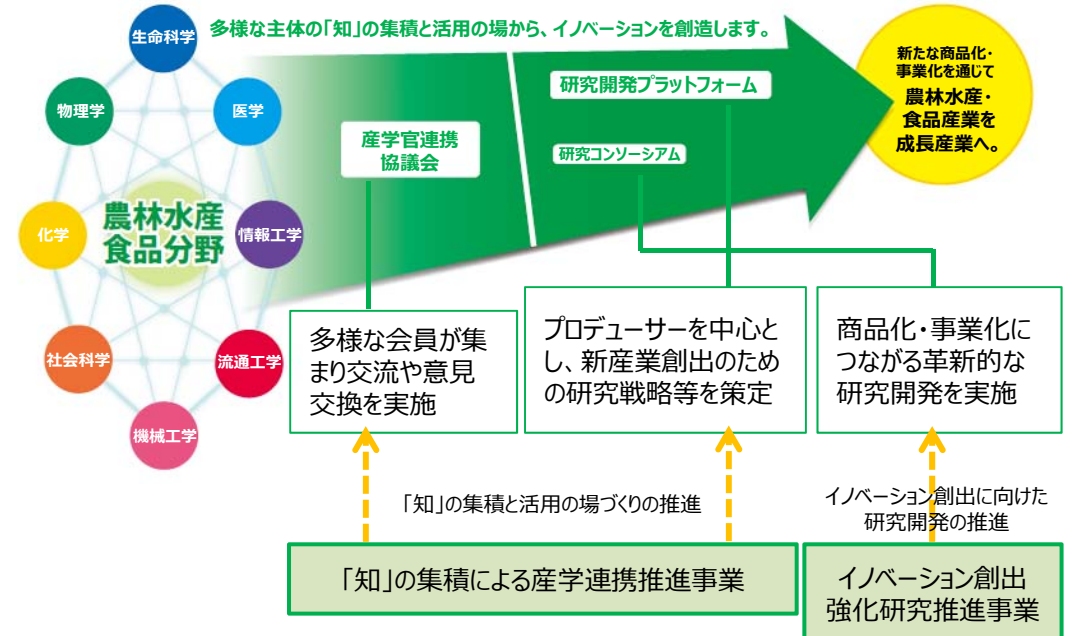 多様な主体の「知」の集積と活用の場から、イノベーションを創造します。
生命科学
物理学
医学
化学
農林水産
食品分野
情報工学
社会科学
流通工学
機械工学
産学官連携
協議会
研究開発プラットフォーム
研究コンソーシアム
新たな商品化・
事業化を通じて
農林水産・
食品産業を
成長産業へ。
多様な会員が集
まり交流や意見
交換を実施
プロデューサーを中心と
し、新産業創出のため
の研究戦略等を策定
商品化・事業化に
つながる革新的な
研究開発を実施
「知」の集積と活用の場づくりの推進
イノベーション創出に向けた
研究開発の推進
「知」の集積による産学連携推進事業
イノベーション創出
強化研究推進事業